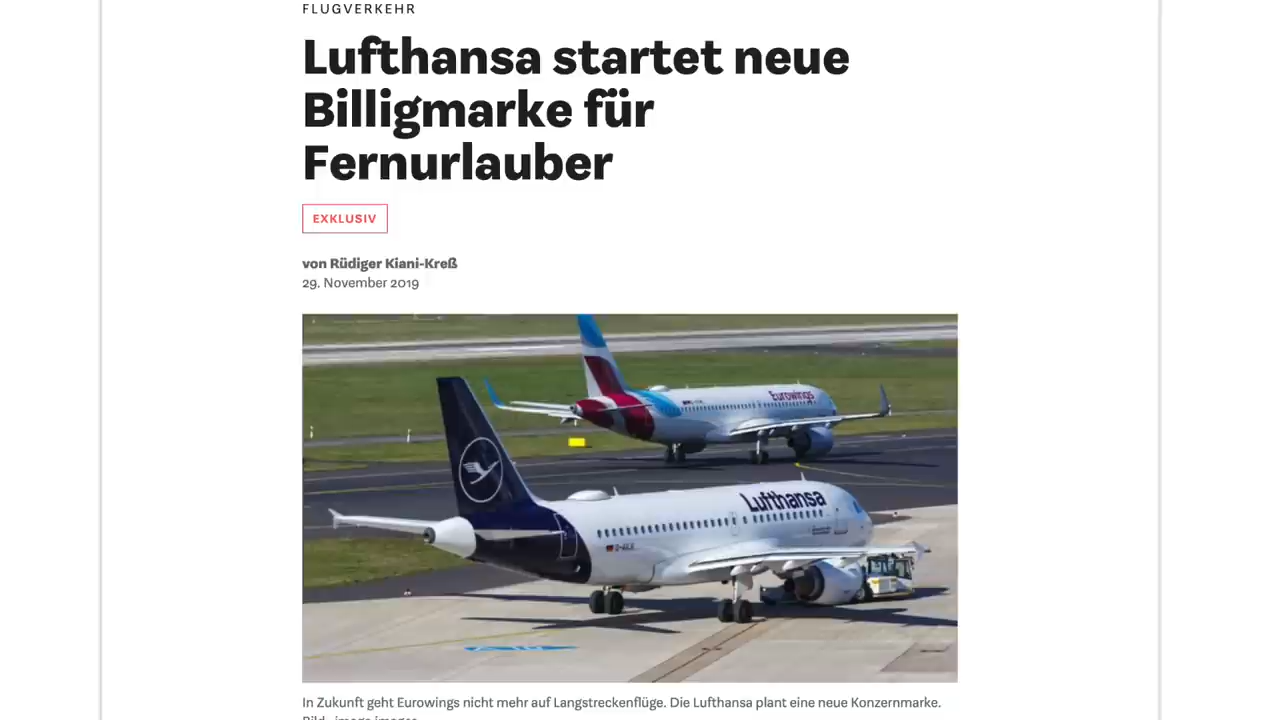 FLUGVERKEHR
Lufthansa startet neue
Billigmarke für
Fernurlauber
EXKLUSIV
von Rüdiger Kiani-Kreß
29. November 2019
Eurowings
Lufthansa
In Zukunft geht Eurowings nicht mehr auf Langstreckenflüge. Die Lufthansa plant eine neue Konzernmarke.